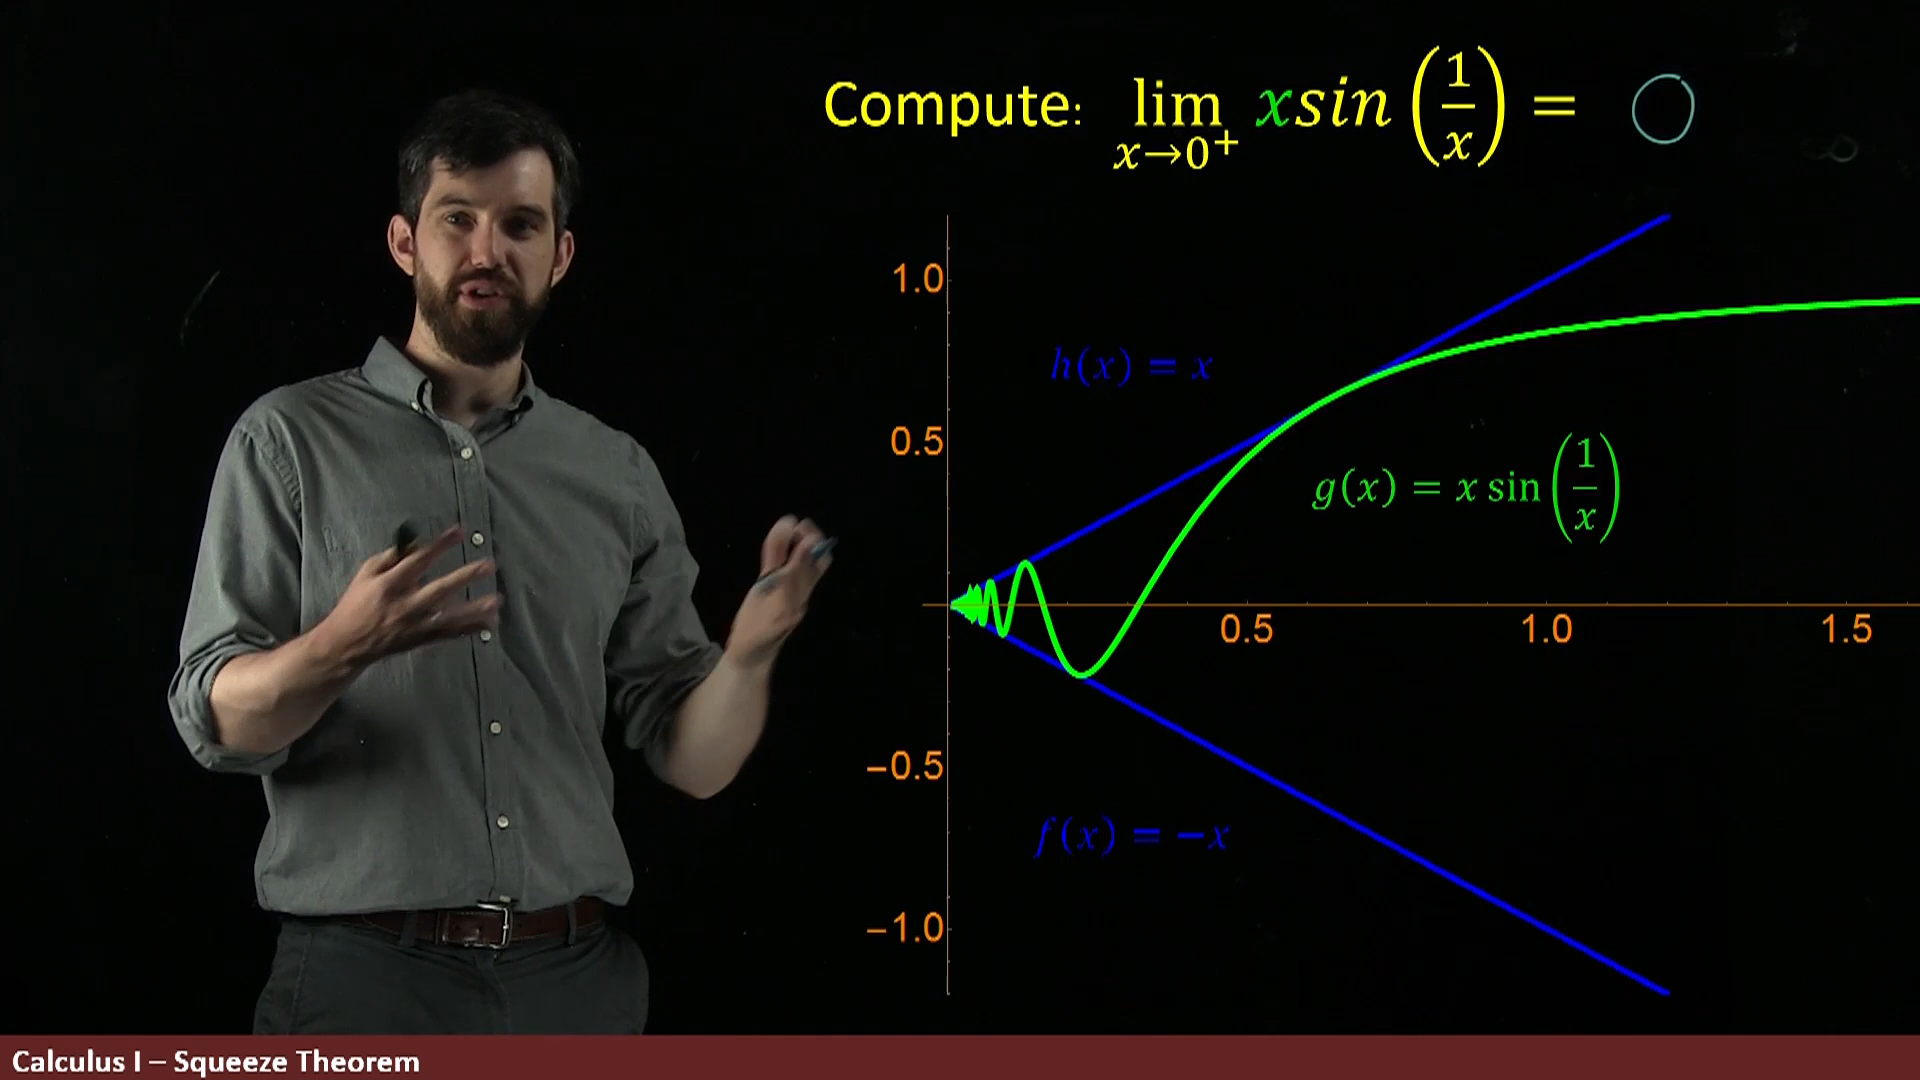 Compute: lim x→0⁺ x sin (1/x) = 0
1.0
h(x) = x
0.5
g(x) = x sin (1/x)
0.5 1.0 1.5
−0.5
f(x) = −x
−1.0
Calculus I – Squeeze Theorem